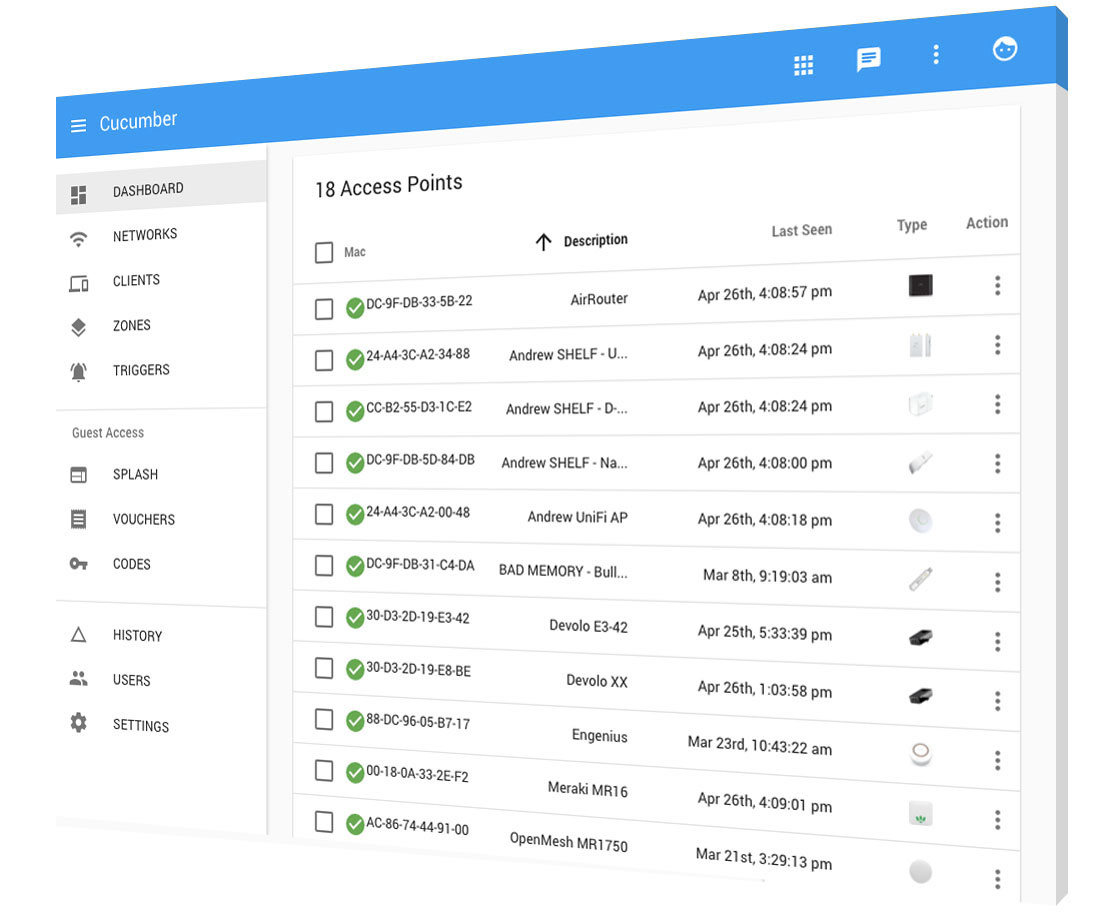 Cucumber
DASHBOARD
NETWORKS
CLIENTS
ZONES
TRIGGERS
Guest Access
SPLASH
VOUCHERS
CODES
HISTORY
USERS
SETTINGS
18 Access Points
Mac Description Last Seen Type Action
DC-9F-DB-33-5B-22 AirRouter Apr 26th, 4:08:57 pm
24-A4-3C-A2-34-88 Andrew SHELF - U... Apr 26th, 4:08:24 pm
CC-B2-55-D3-1C-E2 Andrew SHELF - D-... Apr 26th, 4:08:24 pm
DC-9F-DB-5D-84-DB Andrew SHELF - Na... Apr 26th, 4:08:00 pm
24-A4-3C-A2-00-48 Andrew UniFi AP Apr 26th, 4:08:18 pm
DC-9F-DB-31-C4-DA BAD MEMORY - Bull... Mar 8th, 9:19:03 am
30-D3-2D-19-E3-42 Devolo E3-42 Apr 25th, 5:33:39 pm
30-D3-2D-19-E8-BE Devolo XX Apr 26th, 1:03:58 pm
88-DC-96-05-B7-17 Engenius Mar 23rd, 10:43:22 am
00-18-0A-33-2E-F2 Meraki MR16 Apr 26th, 4:09:01 pm
AC-86-74-44-91-00 OpenMesh MR1750 Mar 21st, 3:29:13 pm